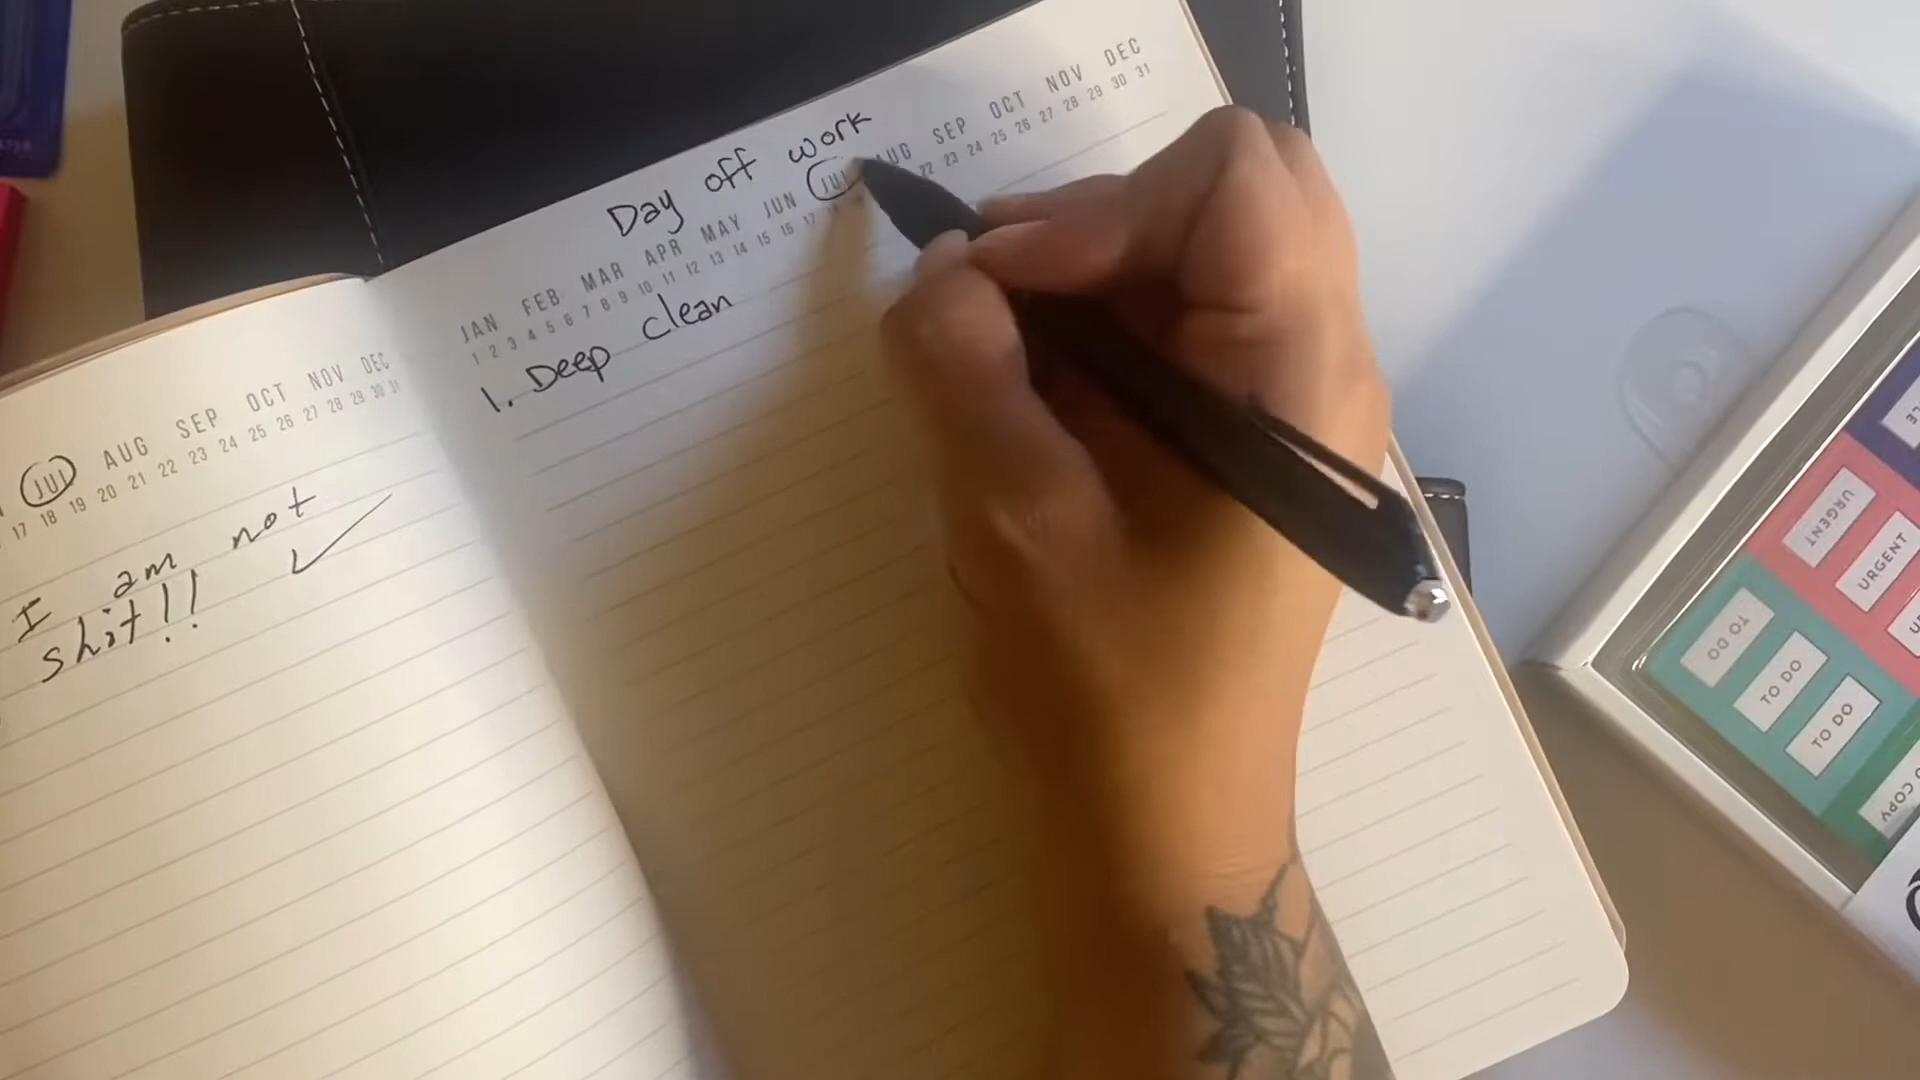 JUL AUG SEP OCT NOV DEC
17 18 19 20 21 22 23 24 25 26 27 28 29 30 31
I am not
shit!!
Day off work
JAN FEB MAR APR MAY JUN JUL AUG SEP OCT NOV DEC
1 2 3 4 5 6 7 8 9 10 11 12 13 14 15 16 17 22 23 24 25 26 27 28 29 30 31
1. Deep clean
URGENT
URGENT
TO DO
TO DO
TO DO
COPY